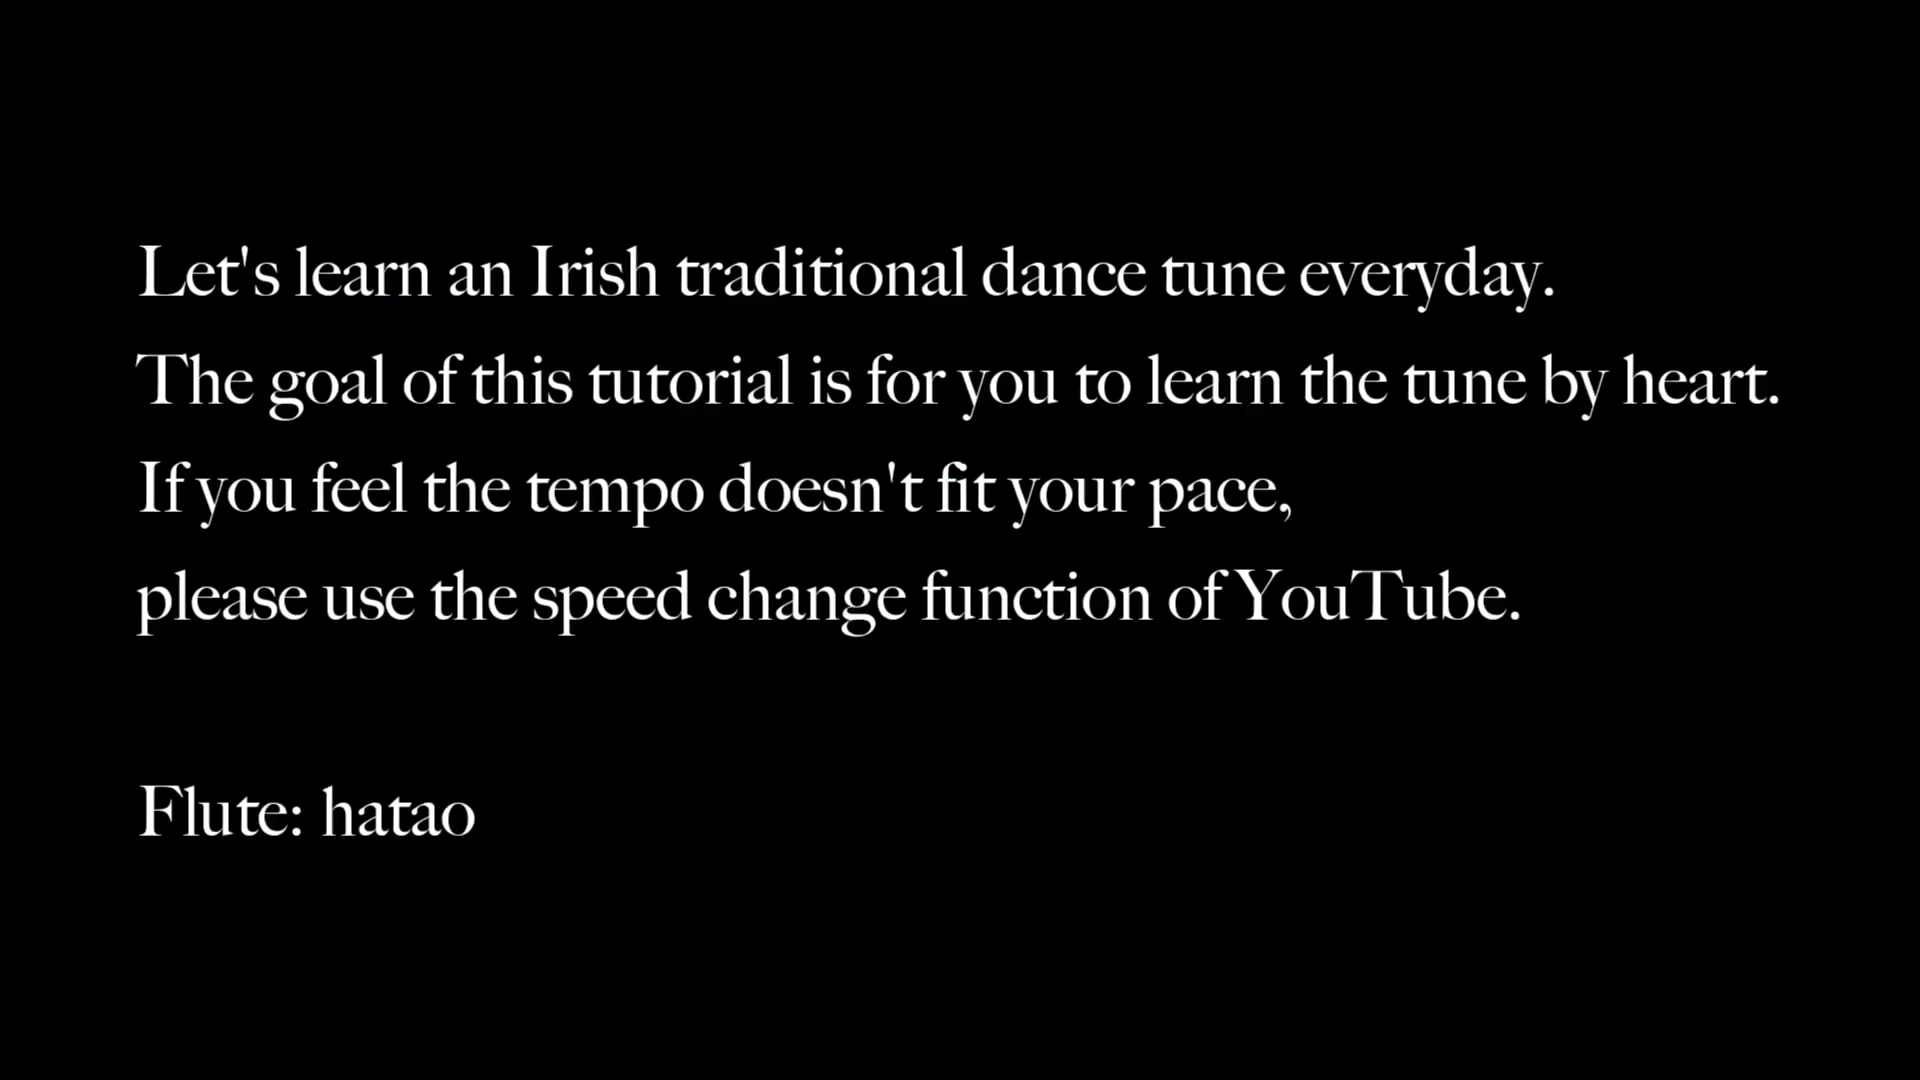 Let's learn an Irish traditional dance tune everyday.
The goal of this tutorial is for you to learn the tune by heart.
If you feel the tempo doesn't fit your pace,
please use the speed change function of YouTube.
Flute: hatao